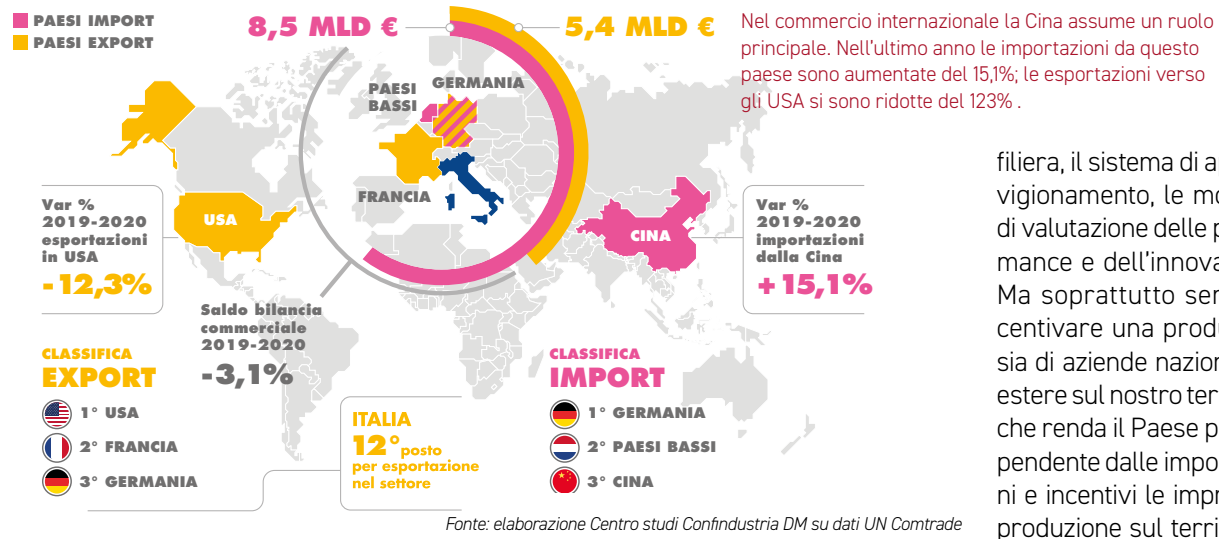 PAESI IMPORT
PAESI EXPORT
8,5 MLD €
5,4 MLD €
Nel commercio internazionale la Cina assume un ruolo
principale. Nell'ultimo anno le importazioni da questo
paese sono aumentate del 15,1%; le esportazioni verso
gli USA si sono ridotte del 123% .
PAESI
BASSI
GERMANIA
FRANCIA
USA
CINA
Var %
2019-2020
esportazioni
in USA
-12,3%
Var %
2019-2020
importazioni
dalla Cina
+15,1%
Saldo bilancia
commerciale
2019-2020
-3,1%
CLASSIFICA
EXPORT
1° USA
2° FRANCIA
3° GERMANIA
ITALIA
12° posto
per esportazione
nel settore
CLASSIFICA
IMPORT
1° GERMANIA
2° PAESI BASSI
3° CINA
Fonte: elaborazione Centro studi Confindustria DM su dati UN Comtrade
filiera, il sistema di a
vigionamento, le mo
di valutazione delle p
mance e dell'innova
Ma soprattutto ser
centivare una produ
sia di aziende nazion
estere sul nostro terr
che renda il Paese p
pendente dalle impo
ni e incentivi le impr
produzione sul terri